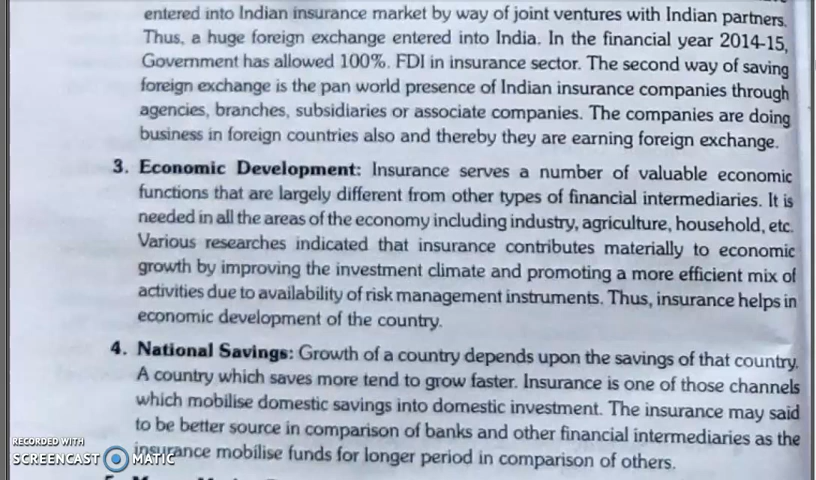 entered into Indian insurance market by way of joint ventures with Indian partners.
Thus, a huge foreign exchange entered into India. In the financial year 2014-15,
Government has allowed 100%. FDI in insurance sector. The second way of saving
foreign exchange is the pan world presence of Indian insurance companies through
agencies, branches, subsidiaries or associate companies. The companies are doing
business in foreign countries also and thereby they are earning foreign exchange.
3. Economic Development: Insurance serves a number of valuable economic
functions that are largely different from other types of financial intermediaries. It is
needed in all the areas of the economy including industry, agriculture, household, etc.
Various researches indicated that insurance contributes materially to economic
growth by improving the investment climate and promoting a more efficient mix of
activities due to availability of risk management instruments. Thus, insurance helps in
economic development of the country.
4. National Savings: Growth of a country depends upon the savings of that country.
A country which saves more tend to grow faster. Insurance is one of those channels
which mobilise domestic savings into domestic investment. The insurance may said
to be better source in comparison of banks and other financial intermediaries as the
insurance mobilise funds for longer period in comparison of others.
RECORDED WITH
SCREENCAST MATIC